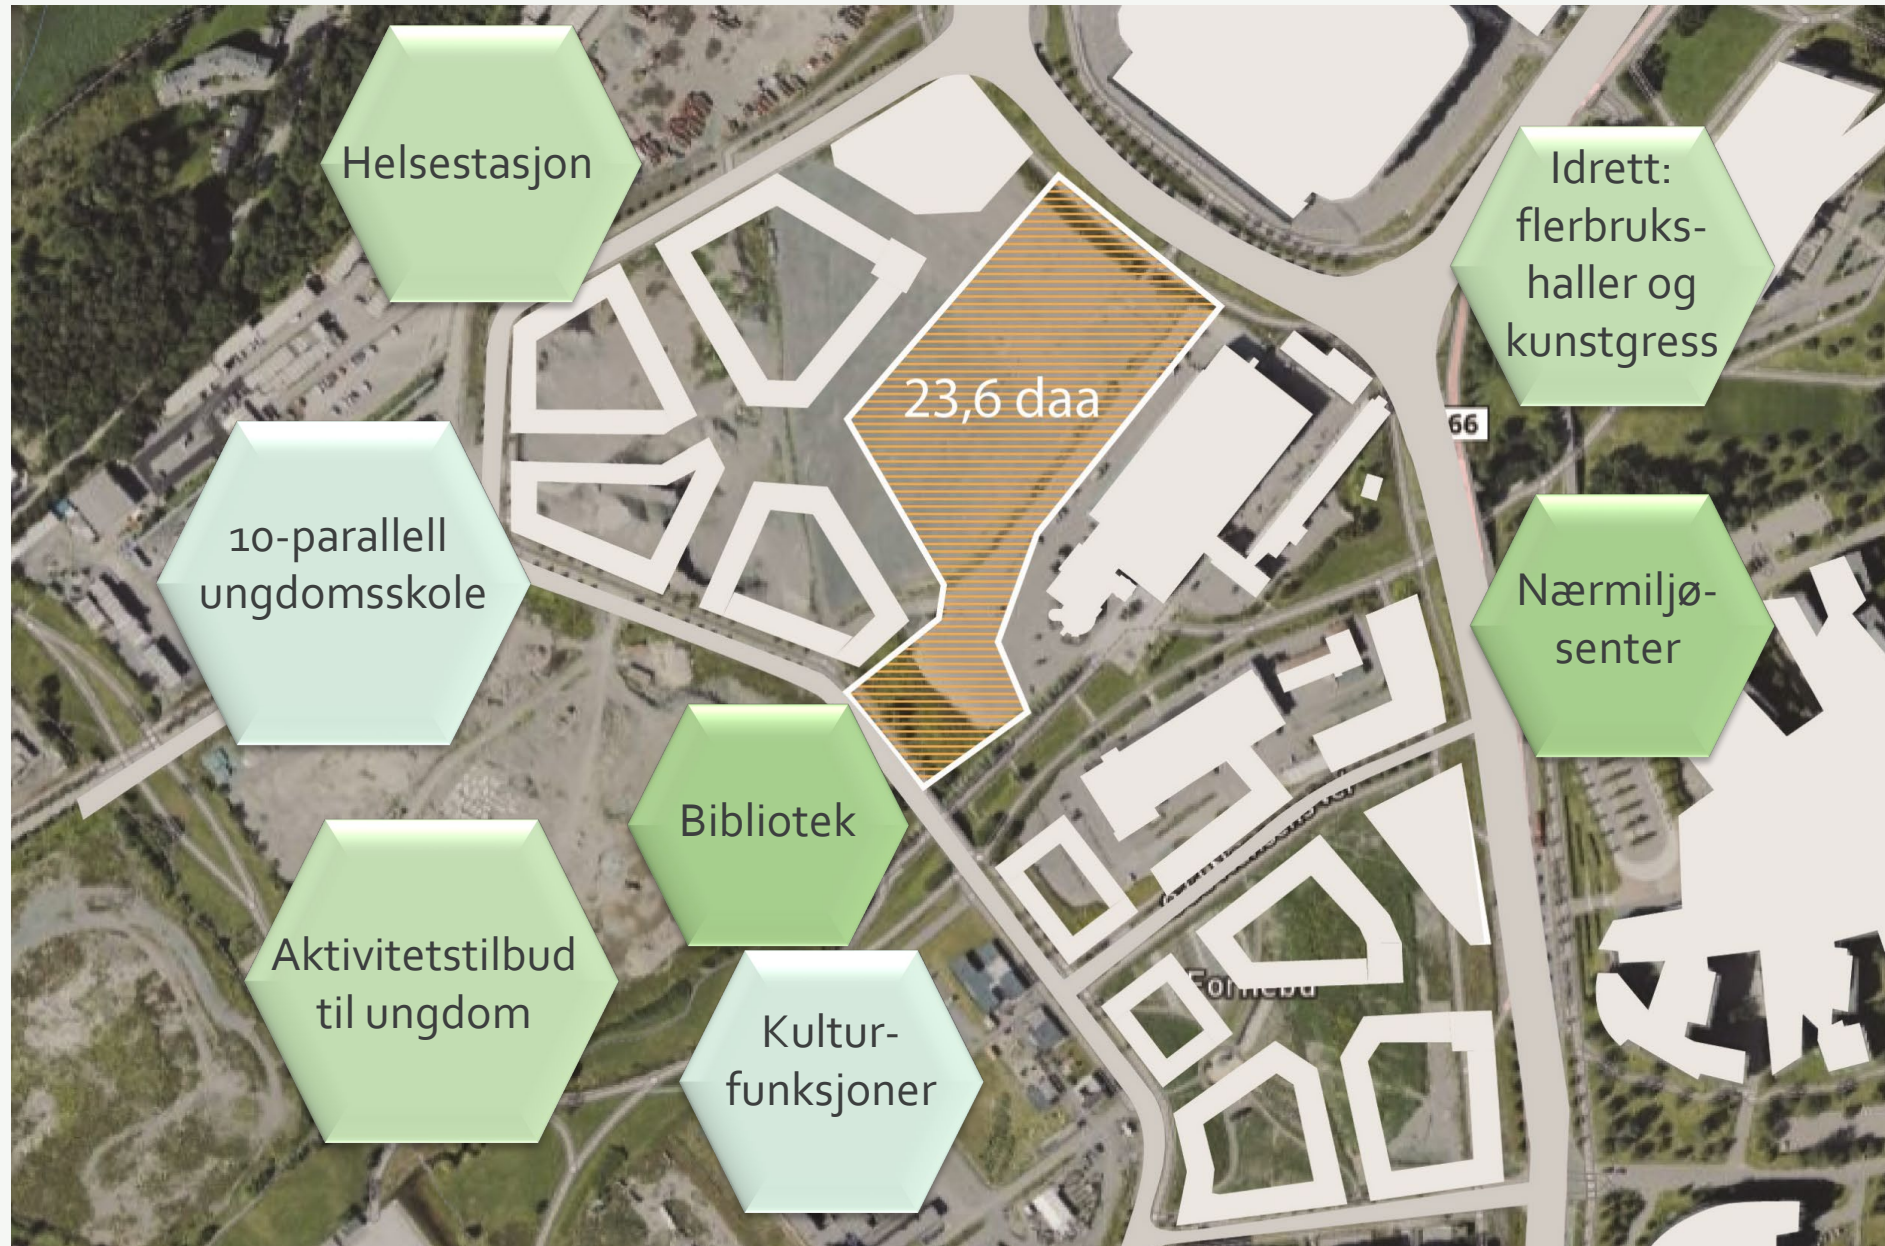 Helsestasjon
Idrett:
flerbruks-
haller og
kunstgress
23,6 daa
66
10-parallell
ungdomsskole
Nærmiljø-
senter
Bibliotek
Aktivitetstilbud
til ungdom
Fornebu
Kultur-
funksjoner